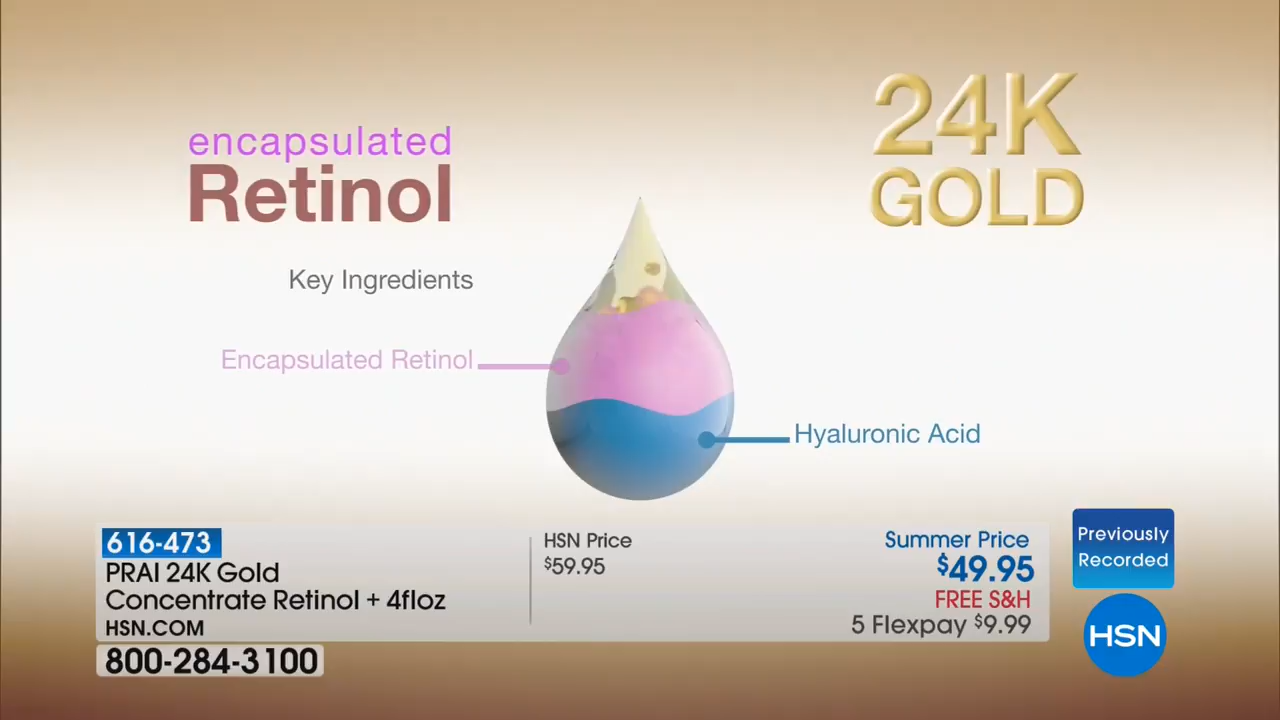 encapsulated
Retinol
24K
GOLD
Key Ingredients
Encapsulated Retinol
Hyaluronic Acid
616-473
PRAI 24K Gold
Concentrate Retinol + 4floz
HSN.COM
800-284-3100
HSN Price
$59.95
Summer Price
$49.95
FREE S&H
5 Flexpay $9.99
Previously
Recorded
HSN